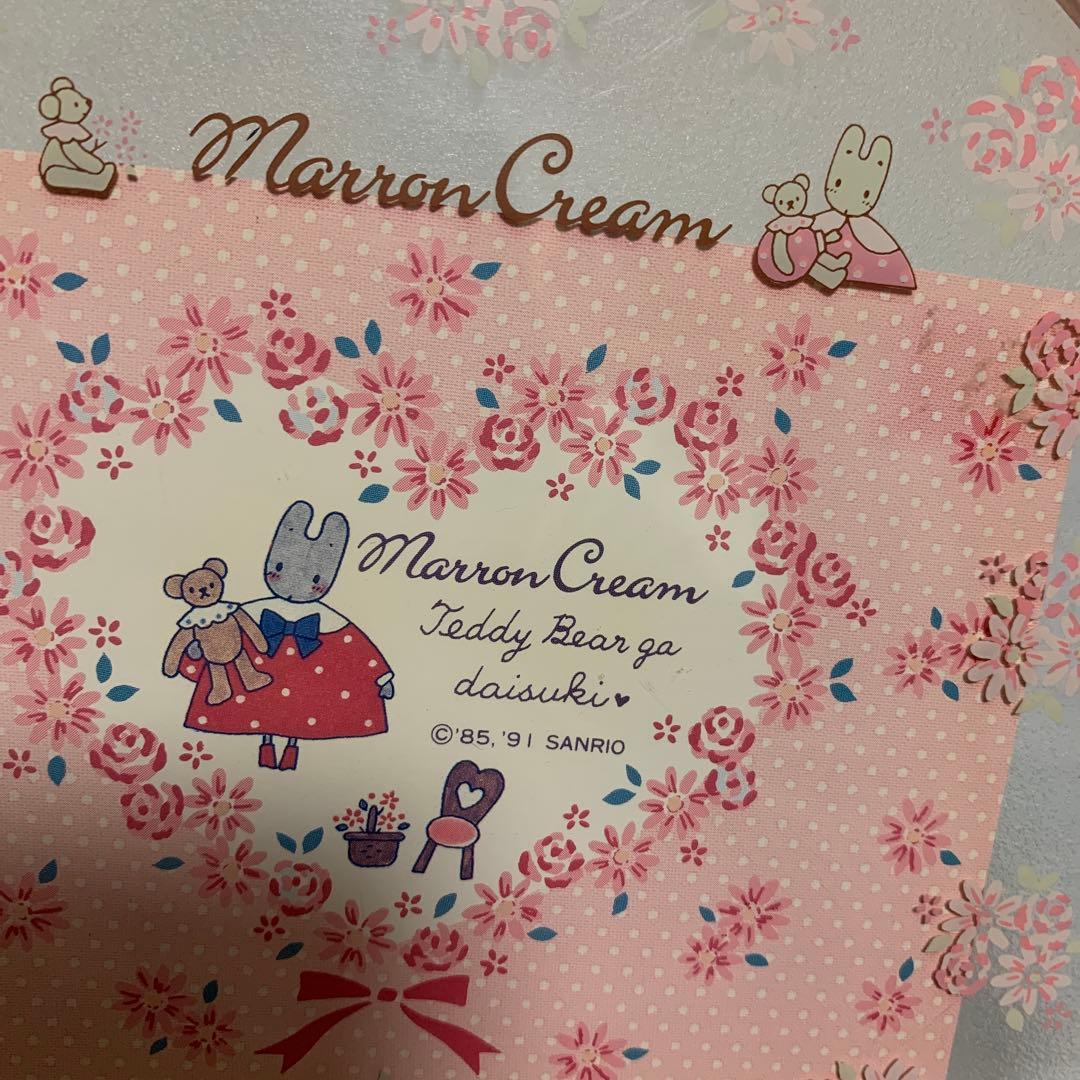 Marron Cream
Marron Cream
Teddy Bear ga
daisuki♥
©'85, '91 SANRIO